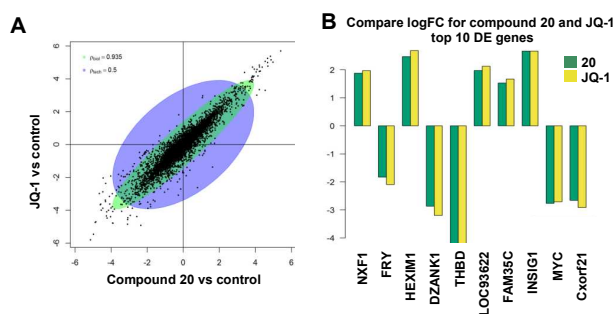 A
ρbiol = 0.935
ρtech = 0.5
JQ-1 vs control
6
4
2
0
-2
-4
-6
-6 -4 -2 0 2 4 6
Compound 20 vs control
B
Compare logFC for compound 20 and JQ-1
top 10 DE genes
20
JQ-1
2
1
0
-1
-2
-3
-4
NXF1
FRY
HEXIM1
DZANK1
THBD
LOC93622
FAM35C
INSIG1
MYC
Cxorf21